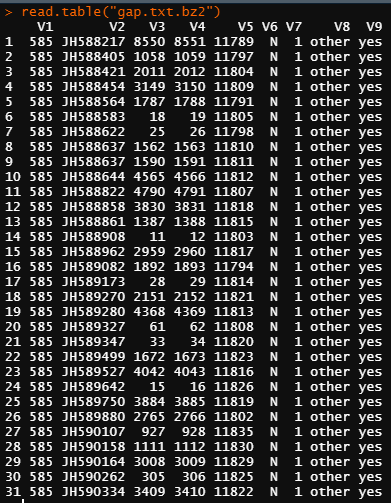 > read.table("gap.txt.bz2")
V1 V2 V3 V4 V5 V6 V7 V8 V9
1 585 JH588217 8550 8551 11789 N 1 other yes
2 585 JH588405 1058 1059 11797 N 1 other yes
3 585 JH588421 2011 2012 11804 N 1 other yes
4 585 JH588454 3149 3150 11809 N 1 other yes
5 585 JH588564 1787 1788 11791 N 1 other yes
6 585 JH588583 18 19 11805 N 1 other yes
7 585 JH588622 25 26 11798 N 1 other yes
8 585 JH588637 1562 1563 11810 N 1 other yes
9 585 JH588637 1590 1591 11811 N 1 other yes
10 585 JH588644 4565 4566 11812 N 1 other yes
11 585 JH588822 4790 4791 11807 N 1 other yes
12 585 JH588858 3830 3831 11818 N 1 other yes
13 585 JH588861 1387 1388 11815 N 1 other yes
14 585 JH588908 11 12 11803 N 1 other yes
15 585 JH588962 2959 2960 11817 N 1 other yes
16 585 JH589082 1892 1893 11794 N 1 other yes
17 585 JH589173 28 29 11814 N 1 other yes
18 585 JH589270 2151 2152 11821 N 1 other yes
19 585 JH589280 4368 4369 11813 N 1 other yes
20 585 JH589327 61 62 11808 N 1 other yes
21 585 JH589347 33 34 11820 N 1 other yes
22 585 JH589499 1672 1673 11823 N 1 other yes
23 585 JH589527 4042 4043 11816 N 1 other yes
24 585 JH589642 15 16 11826 N 1 other yes
25 585 JH589750 3884 3885 11819 N 1 other yes
26 585 JH589880 2765 2766 11802 N 1 other yes
27 585 JH590107 927 928 11835 N 1 other yes
28 585 JH590158 1111 1112 11830 N 1 other yes
29 585 JH590164 3008 3009 11829 N 1 other yes
30 585 JH590262 305 306 11825 N 1 other yes
31 585 JH590334 3409 3410 11822 N 1 other yes